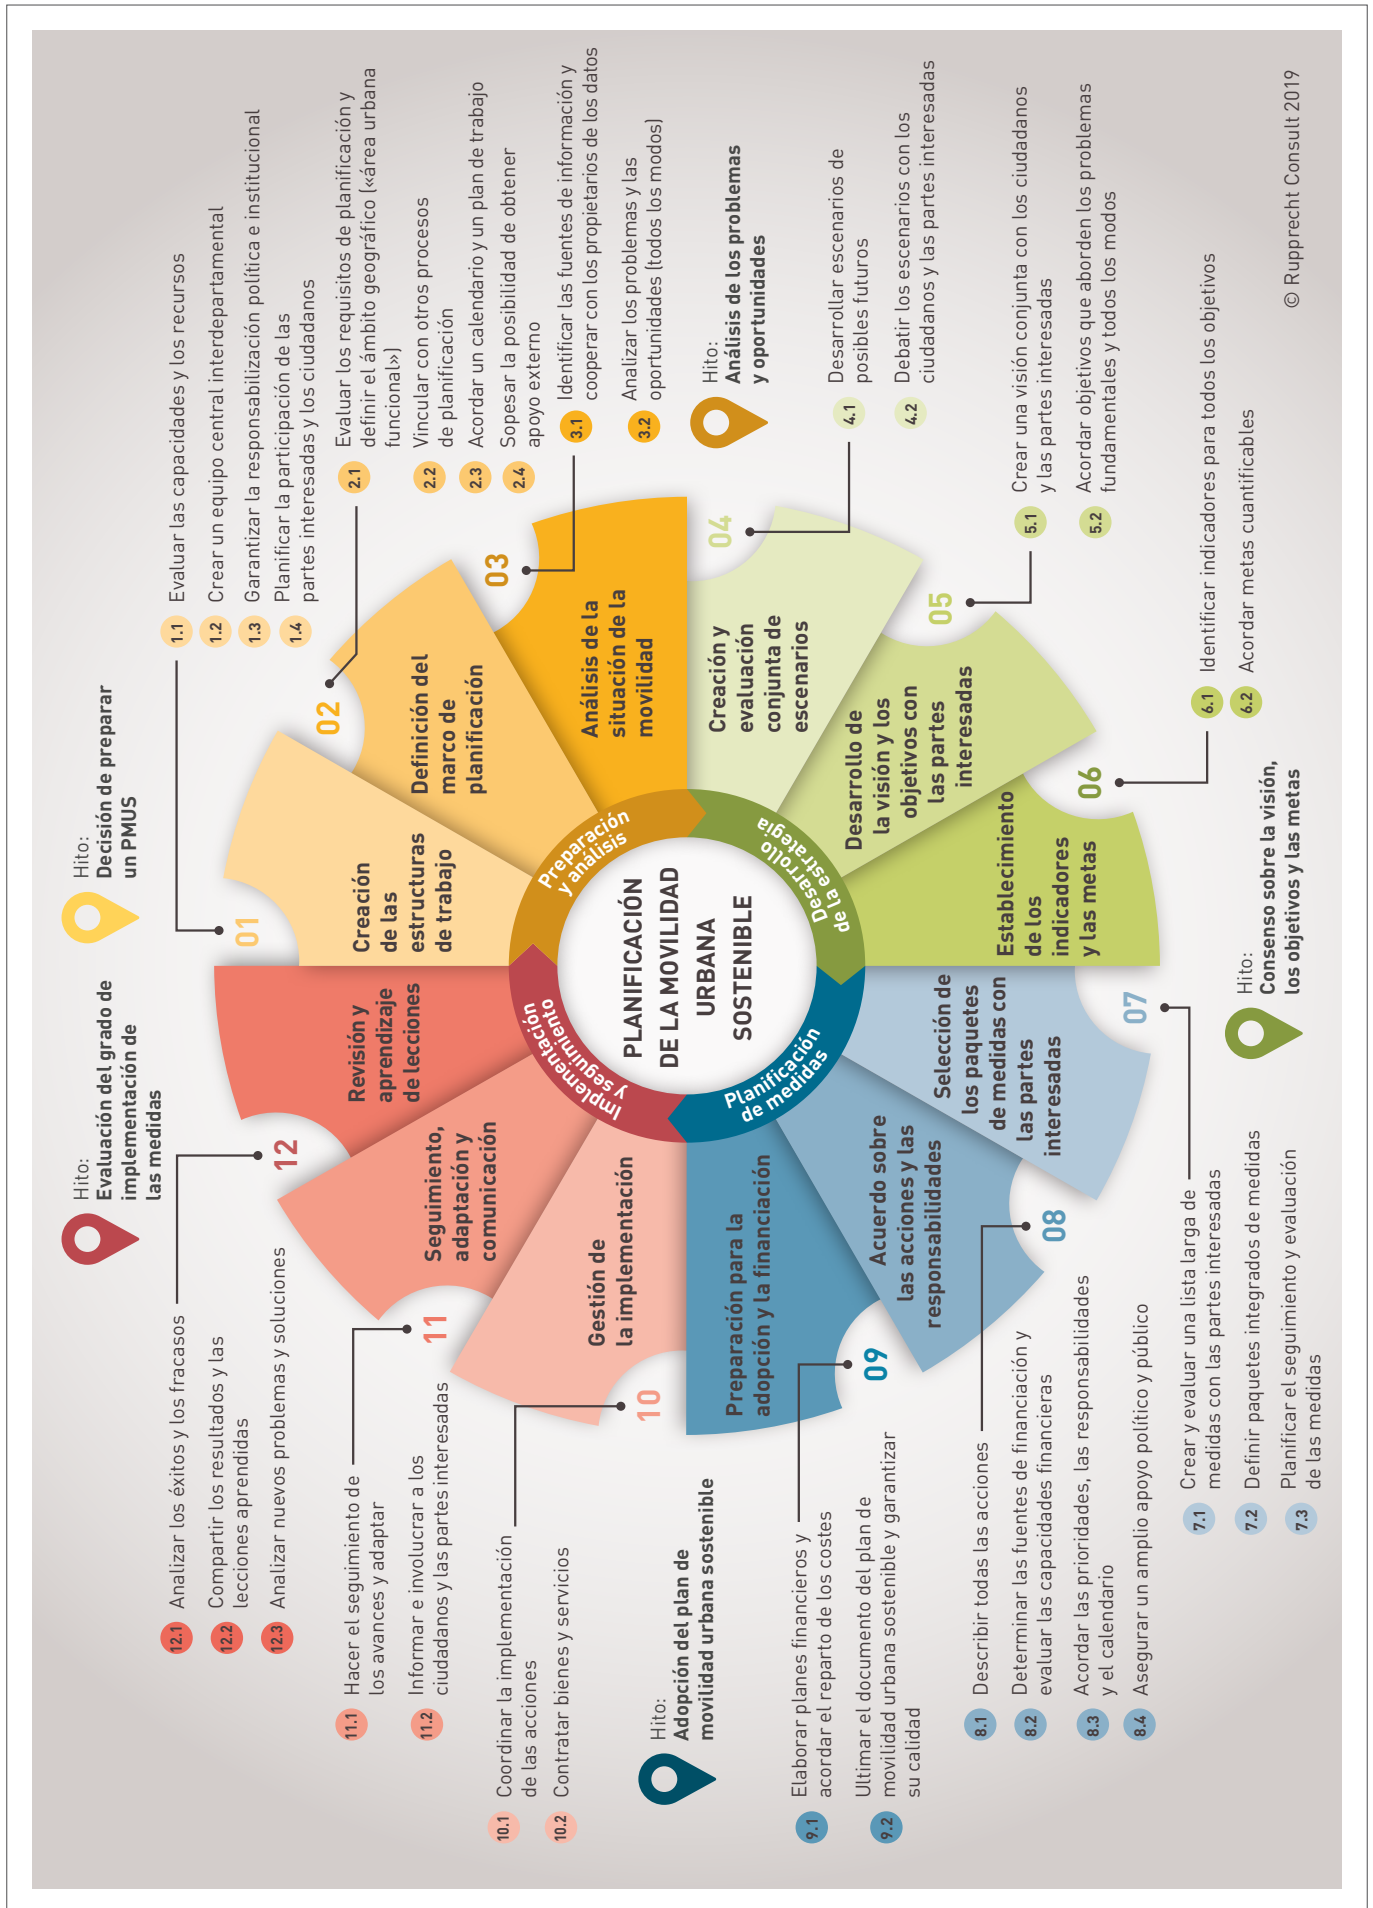 PLANIFICACIÓN
DE LA MOVILIDAD
URBANA
SOSTENIBLE
Preparación
y análisis
Desarrollo
de la estrategia
Planificación
de medidas
Implementación
y seguimiento
Hito:
Decisión de preparar
un PMUS
01
Creación
de las
estructuras
de trabajo
1.1 Evaluar las capacidades y los recursos
1.2 Crear un equipo central interdepartamental
1.3 Garantizar la responsabilización política e institucional
1.4 Planificar la participación de las
partes interesadas y los ciudadanos
02
Definición del
marco de
planificación
2.1 Evaluar los requisitos de planificación y
definir el ámbito geográfico («área urbana
funcional»)
2.2 Vincular con otros procesos
de planificación
2.3 Acordar un calendario y un plan de trabajo
2.4 Sopesar la posibilidad de obtener
apoyo externo
03
Análisis de la
situación de la
movilidad
3.1 Identificar las fuentes de información y
cooperar con los propietarios de los datos
3.2 Analizar los problemas y las
oportunidades (todos los modos)
Hito:
Análisis de los problemas
y oportunidades
04
Creación y
evaluación
conjunta de
escenarios
4.1 Desarrollar escenarios de
posibles futuros
4.2 Debatir los escenarios con los
ciudadanos y las partes interesadas
05
Desarrollo de
la visión y los
objetivos con
las partes
interesadas
5.1 Crear una visión conjunta con los ciudadanos
y las partes interesadas
5.2 Acordar objetivos que aborden los problemas
fundamentales y todos los modos
06
Establecimiento
de los
indicadores
y las metas
6.1 Identificar indicadores para todos los objetivos
6.2 Acordar metas cuantificables
Hito:
Consenso sobre la visión,
los objetivos y las metas
07
Selección de
los paquetes
de medidas con
las partes
interesadas
7.1 Crear y evaluar una lista larga de
medidas con las partes interesadas
7.2 Definir paquetes integrados de medidas
7.3 Planificar el seguimiento y evaluación
de las medidas
08
Acuerdo sobre
las acciones y las
responsabilidades
8.1 Describir todas las acciones
8.2 Determinar las fuentes de financiación y
evaluar las capacidades financieras
8.3 Acordar las prioridades, las responsabilidades
y el calendario
8.4 Asegurar un amplio apoyo político y público
09
Preparación para la
adopción y la financiación
9.1 Elaborar planes financieros y
acordar el reparto de los costes
9.2 Ultimar el documento del plan de
movilidad urbana sostenible y garantizar
su calidad
Hito:
Adopción del plan de
movilidad urbana sostenible
10
Gestión de
la implementación
10.1 Coordinar la implementación
de las acciones
10.2 Contratar bienes y servicios
11
Seguimiento,
adaptación y
comunicación
11.1 Hacer el seguimiento de
los avances y adaptar
11.2 Informar e involucrar a los
ciudadanos y las partes interesadas
12
Revisión y
aprendizaje
de lecciones
12.1 Analizar los éxitos y los fracasos
12.2 Compartir los resultados y las
lecciones aprendidas
12.3 Analizar nuevos problemas y soluciones
Hito:
Evaluación del grado de
implementación de
las medidas
© Rupprecht Consult 2019